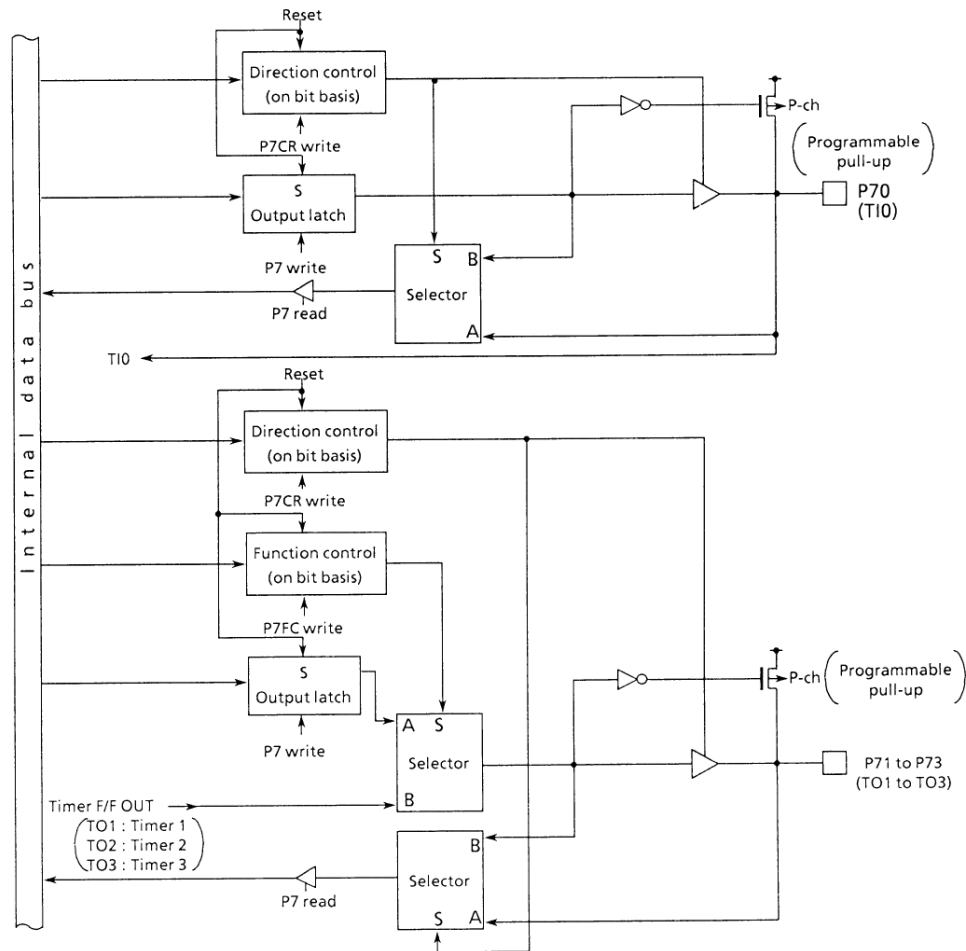 Internal data bus
Reset
Direction control
(on bit basis)
P7CR write
S
Output latch
P7 write
P7 read
S
B
Selector
A
P-ch
(Programmable
pull-up)
P70
(TI0)
TI0
Reset
Direction control
(on bit basis)
P7CR write
Function control
(on bit basis)
P7FC write
S
Output latch
P7 write
A S
Selector
B
P-ch
(Programmable
pull-up)
P71 to P73
(TO1 to TO3)
Timer F/F OUT
(TO1 : Timer 1
TO2 : Timer 2
TO3 : Timer 3)
B
Selector
S A
P7 read